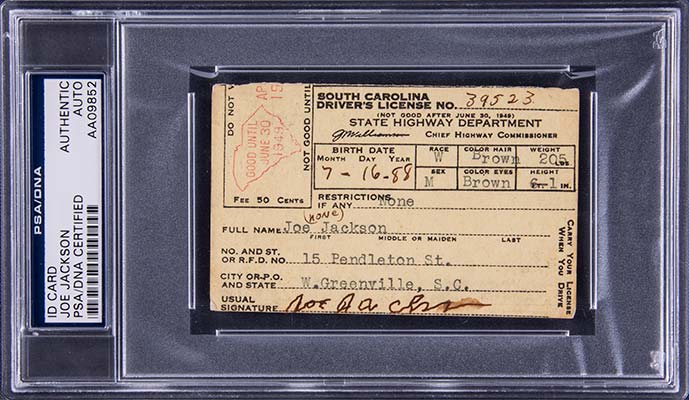 PSA/DNA
ID CARD
JOE JACKSON
PSA/DNA CERTIFIED
AUTHENTIC
AUTO
AA09852
DO NOT
GOOD UNTIL
JUNE 30
1949
AP
19
NOT GOOD UNTIL
FEE 50 CENTS
SOUTH CAROLINA
DRIVER'S LICENSE NO. 39523
(NOT GOOD AFTER JUNE 30, 1949)
STATE HIGHWAY DEPARTMENT
CHIEF HIGHWAY COMMISSIONER
BIRTH DATE
MONTH DAY YEAR
7-16-88
RACE
W
COLOR HAIR
Brown
WEIGHT
205 LBS.
SEX
M
COLOR EYES
Brown
HEIGHT
6-1 IN.
RESTRICTIONS
IF ANY None
(none)
FULL NAME Joe Jackson
FIRST MIDDLE OR MAIDEN LAST
NO. AND ST.
OR R.F.D. NO. 15 Pendleton St.
CITY OR P.O.
AND STATE W.Greenville, S.C.
USUAL
SIGNATURE Joe Jackson
CARRY YOUR LICENSE
WHEN YOU DRIVE